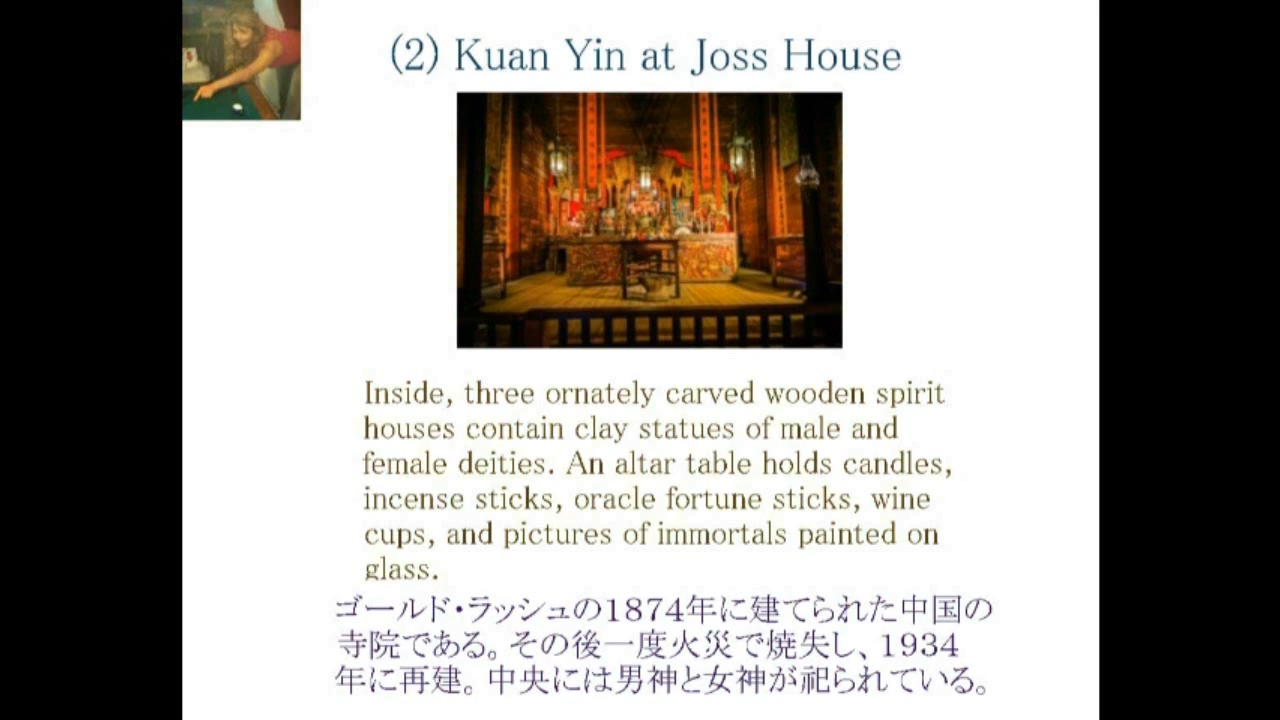 (2) Kuan Yin at Joss House
Inside, three ornately carved wooden spirit
houses contain clay statues of male and
female deities. An altar table holds candles,
incense sticks, oracle fortune sticks, wine
cups, and pictures of immortals painted on
glass.
ゴールド・ラッシュの1874年に建てられた中国の
寺院である。その後一度火災で焼失し、1934
年に再建。中央には男神と女神が祀られている。